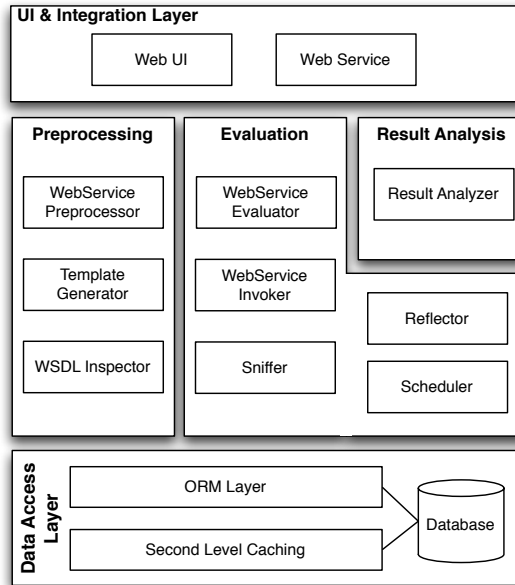 UI & Integration Layer
Web UI
Web Service
Preprocessing
WebService
Preprocessor
Template
Generator
WSDL Inspector
Evaluation
WebService
Evaluator
WebService
Invoker
Sniffer
Reflector
Scheduler
Result Analysis
Result Analyzer
Data Access
Layer
ORM Layer
Second Level Caching
Database